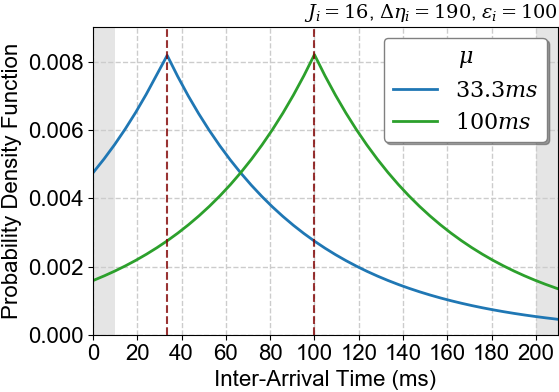 J_i = 16, Δη_i = 190, ε_i = 100
Probability Density Function
0.008
0.006
0.004
0.002
0.000
μ
33.3ms
100ms
0 20 40 60 80 100 120 140 160 180 200
Inter-Arrival Time (ms)